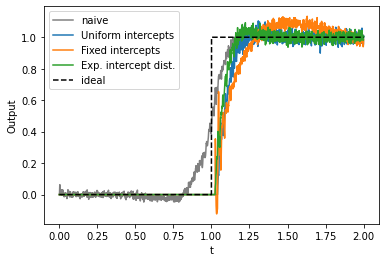 naive
Uniform intercepts
Fixed intercepts
Exp. intercept dist.
ideal
Output
1.0
0.8
0.6
0.4
0.2
0.0
0.00 0.25 0.50 0.75 1.00 1.25 1.50 1.75 2.00
t